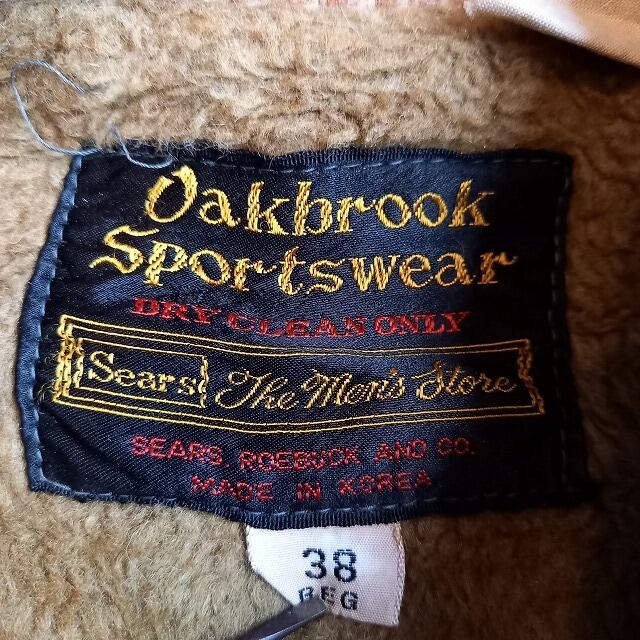 Oakbrook
Sportswear
DRY CLEAN ONLY
Sears The Men's Store
SEARS, ROEBUCK AND CO.
MADE IN KOREA
38
REG